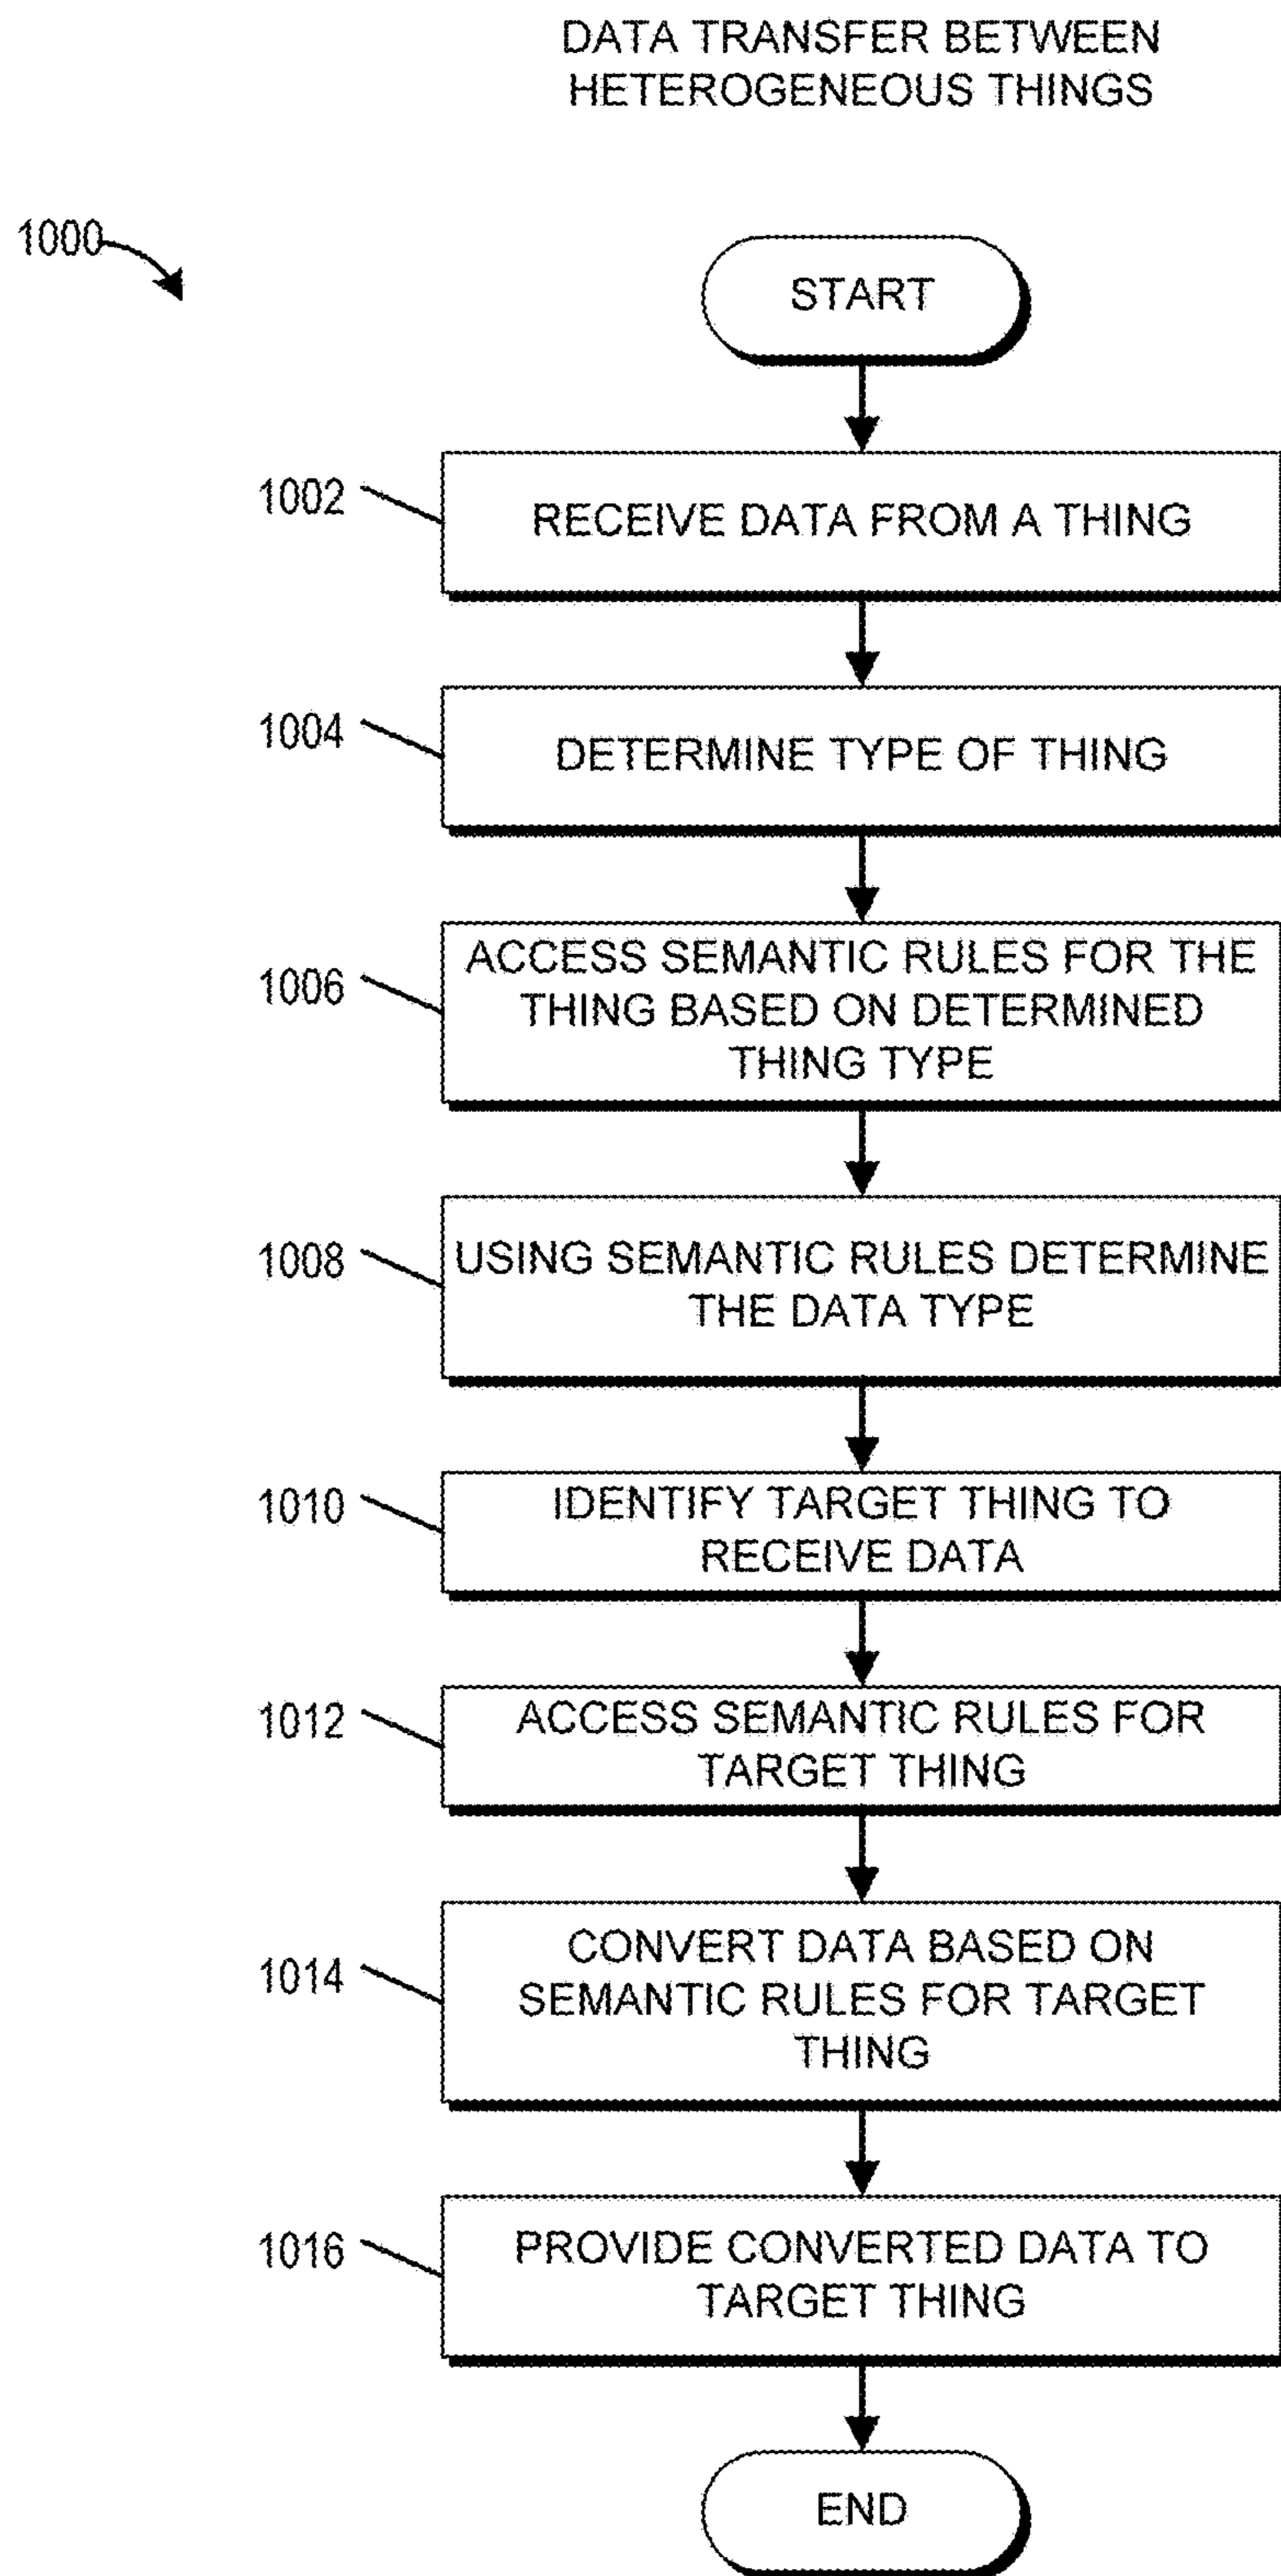 DATA TRANSFER BETWEEN
HETEROGENEOUS THINGS
1000
START
1002
RECEIVE DATA FROM A THING
1004
DETERMINE TYPE OF THING
1006
ACCESS SEMANTIC RULES FOR THE
THING BASED ON DETERMINED
THING TYPE
1008
USING SEMANTIC RULES DETERMINE
THE DATA TYPE
1010
IDENTIFY TARGET THING TO
RECEIVE DATA
1012
ACCESS SEMANTIC RULES FOR
TARGET THING
1014
CONVERT DATA BASED ON
SEMANTIC RULES FOR TARGET
THING
1016
PROVIDE CONVERTED DATA TO
TARGET THING
END